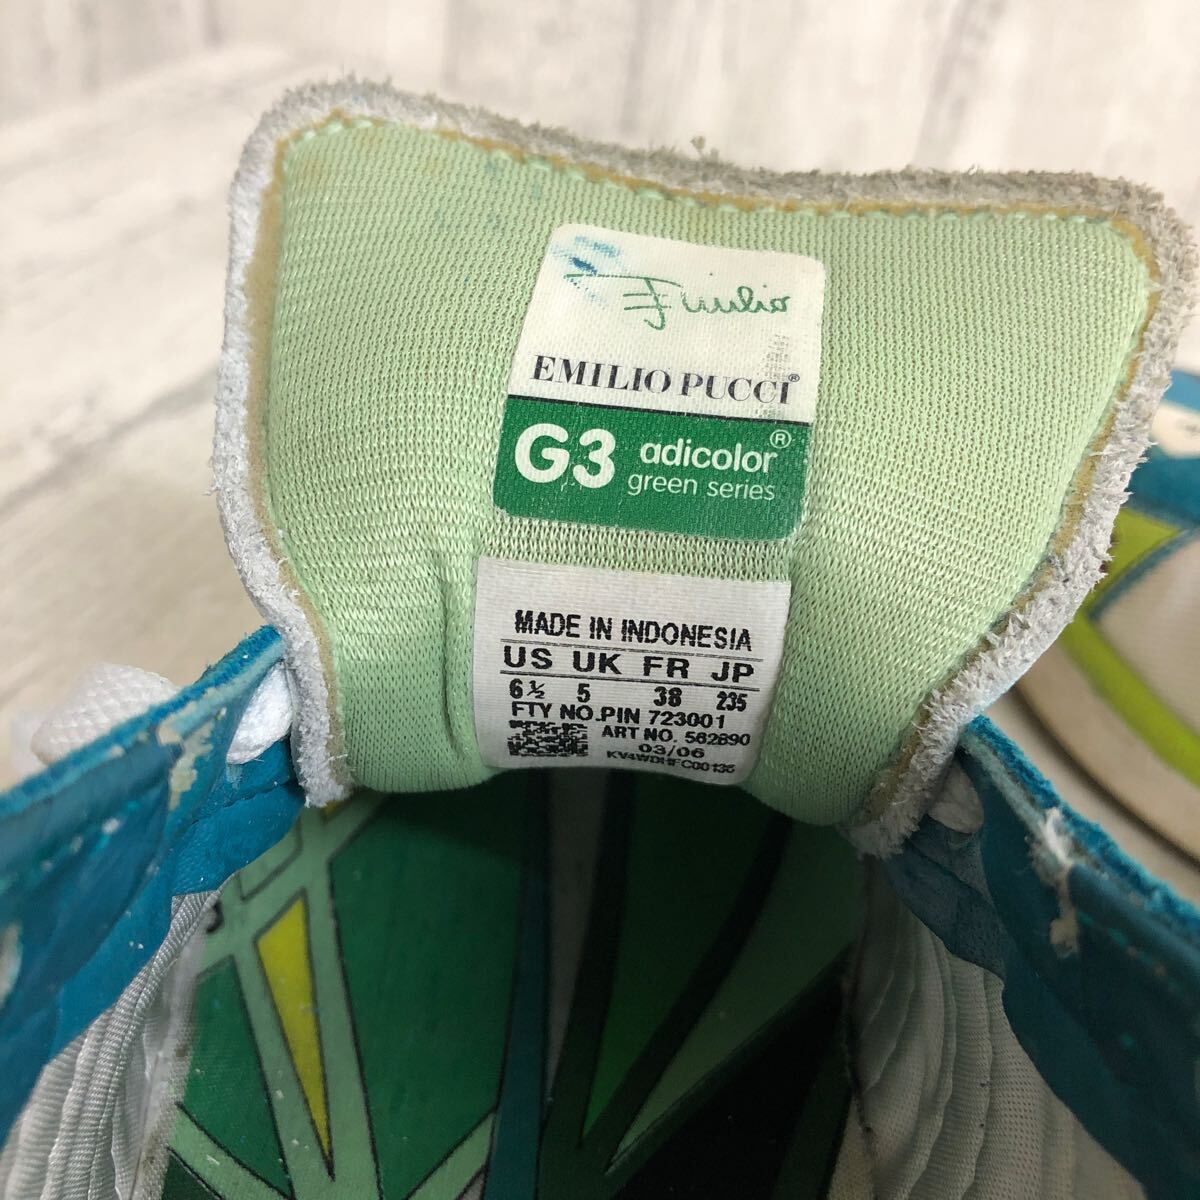 Emilio
EMILIO PUCCI®
G3 adicolor®
green series
MADE IN INDONESIA
US UK FR JP
6½ 5 38 235
FTY NO.PIN 723001
ART NO. 562890
03/06